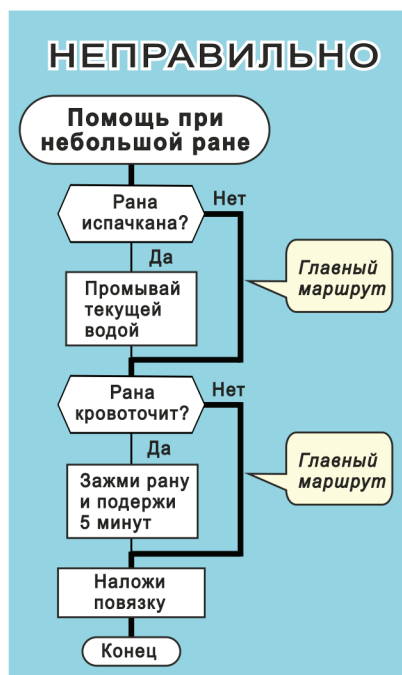 НЕПРАВИЛЬНО
Помощь при
небольшой ране
Рана
испачкана?
Нет
Да
Главный
маршрут
Промывай
текущей
водой
Рана
кровоточит?
Нет
Да
Главный
маршрут
Зажми рану
и подержи
5 минут
Наложи
повязку
Конец